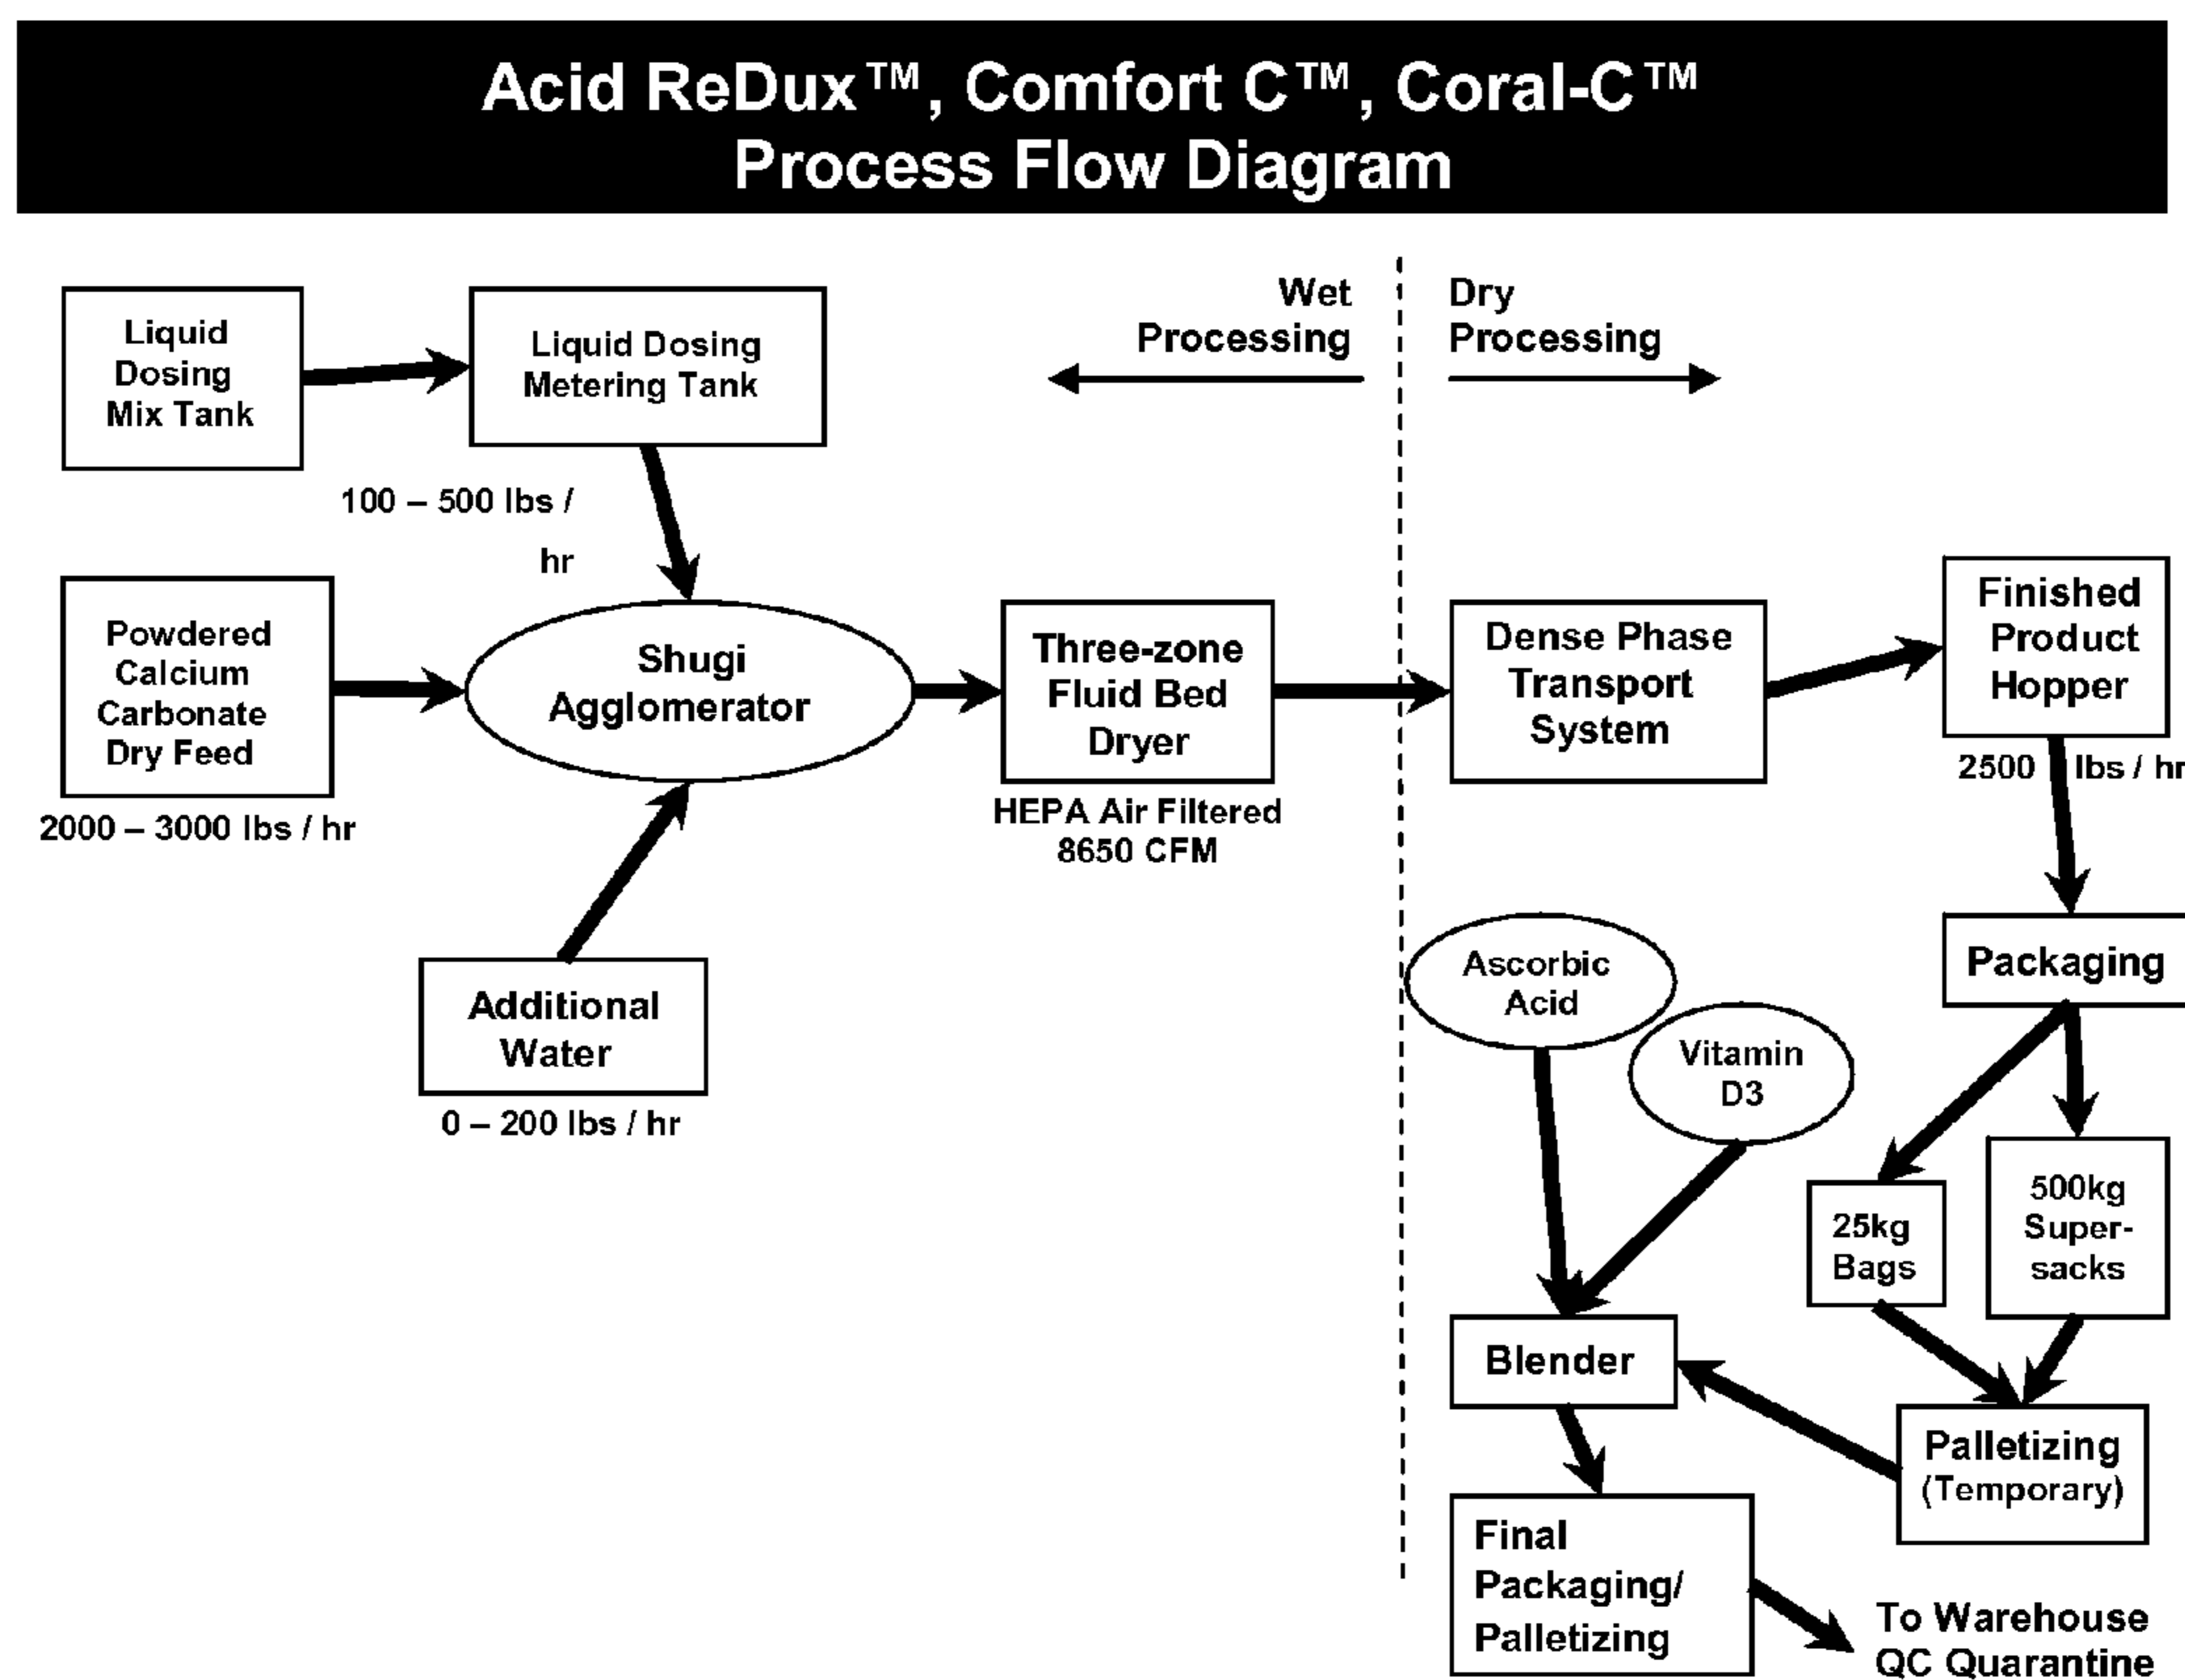 Acid ReDux™, Comfort C™, Coral-C™
Process Flow Diagram
Wet
Processing
Dry
Processing
Liquid
Dosing
Mix Tank
Liquid Dosing
Metering Tank
100 – 500 lbs /
hr
Powdered
Calcium
Carbonate
Dry Feed
2000 – 3000 lbs / hr
Shugi
Agglomerator
Additional
Water
0 – 200 lbs / hr
Three-zone
Fluid Bed
Dryer
HEPA Air Filtered
8650 CFM
Dense Phase
Transport
System
Finished
Product
Hopper
2500 lbs / hr
Packaging
Ascorbic
Acid
Vitamin
D3
25kg
Bags
500kg
Super-
sacks
Blender
Palletizing
(Temporary)
Final
Packaging/
Palletizing
To Warehouse
QC Quarantine